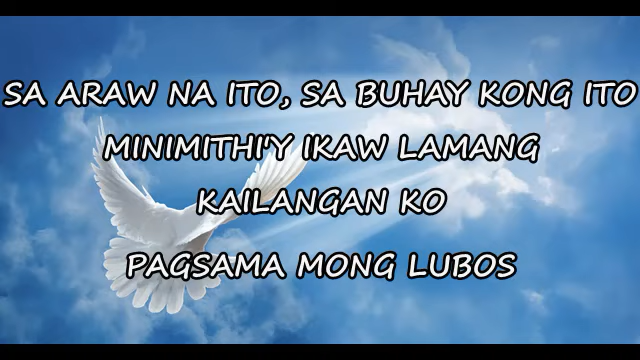 SA ARAW NA ITO, SA BUHAY KONG ITO
MINIMITHI'Y IKAW LAMANG
KAILANGAN KO
PAGSAMA MONG LUBOS